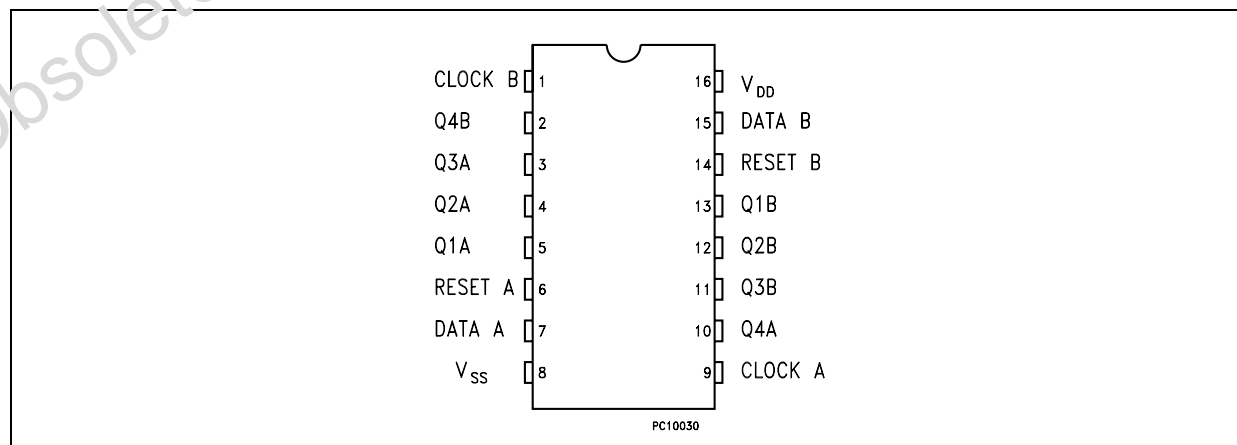 Obsolete
CLOCK B 1
Q4B 2
Q3A 3
Q2A 4
Q1A 5
RESET A 6
DATA A 7
VSS 8
16 VDD
15 DATA B
14 RESET B
13 Q1B
12 Q2B
11 Q3B
10 Q4A
9 CLOCK A
PC10030